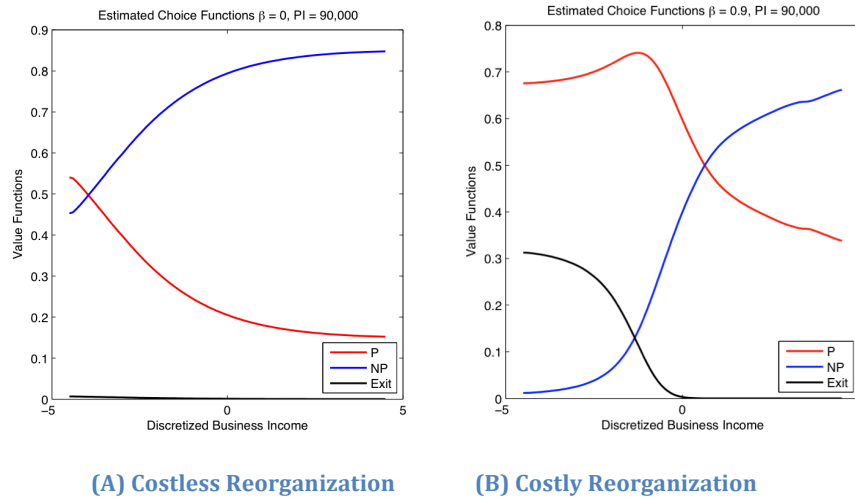 Estimated Choice Functions β = 0, PI = 90,000
Value Functions
0.9
0.8
0.7
0.6
0.5
0.4
0.3
0.2
0.1
0
−5
0
5
Discretized Business Income
P
NP
Exit
(A) Costless Reorganization
Estimated Choice Functions β = 0.9, PI = 90,000
Value Functions
0.8
0.7
0.6
0.5
0.4
0.3
0.2
0.1
0
−5
0
Discretized Business Income
P
NP
Exit
(B) Costly Reorganization